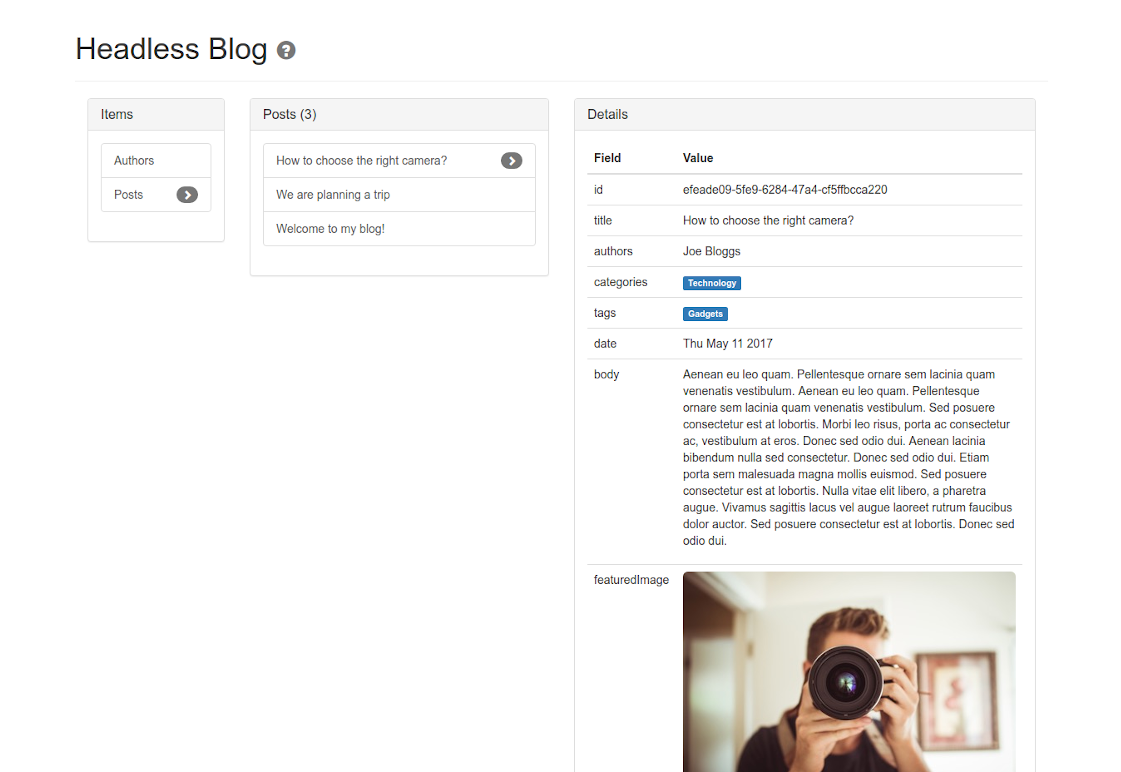 Headless Blog ?
Items
Authors
Posts
Posts (3)
How to choose the right camera?
We are planning a trip
Welcome to my blog!
Details
Field Value
id efeade09-5fe9-6284-47a4-cf5ffbcca220
title How to choose the right camera?
authors Joe Bloggs
categories Technology
tags Gadgets
date Thu May 11 2017
body Aenean eu leo quam. Pellentesque ornare sem lacinia quam
venenatis vestibulum. Aenean eu leo quam. Pellentesque
ornare sem lacinia quam venenatis vestibulum. Sed posuere
consectetur est at lobortis. Morbi leo risus, porta ac consectetur
ac, vestibulum at eros. Donec sed odio dui. Aenean lacinia
bibendum nulla sed consectetur. Donec sed odio dui. Etiam
porta sem malesuada magna mollis euismod. Sed posuere
consectetur est at lobortis. Nulla vitae elit libero, a pharetra
augue. Vivamus sagittis lacus vel augue laoreet rutrum faucibus
dolor auctor. Sed posuere consectetur est at lobortis. Donec sed
odio dui.
featuredImage